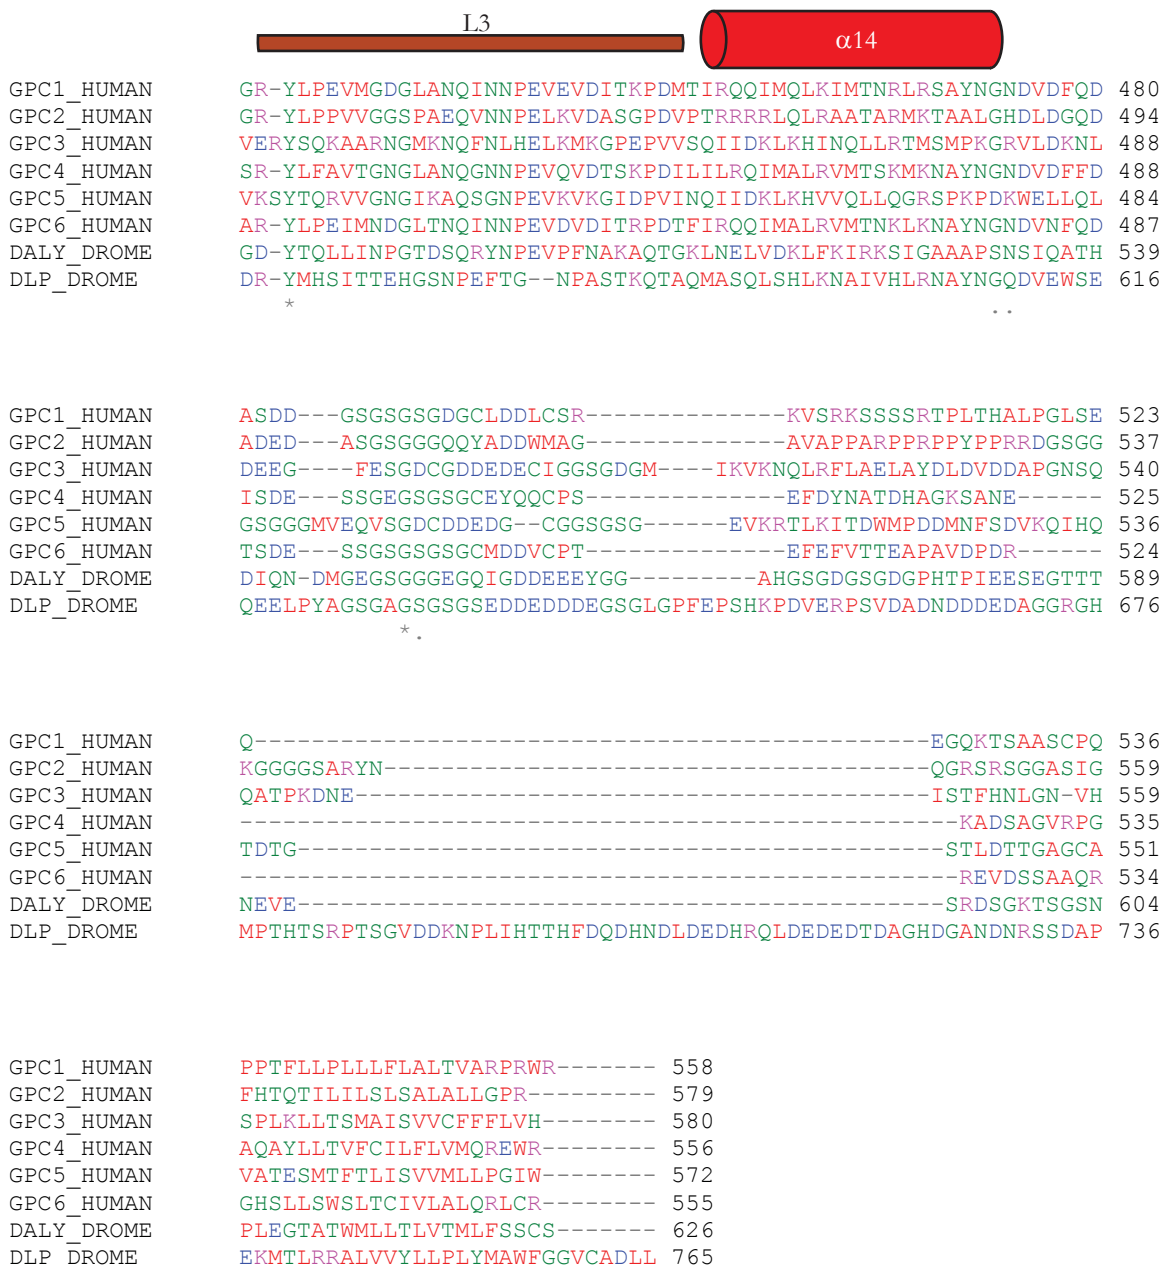 L3 α14
GPC1_HUMAN GR-YLPEVMGDGLANQINNPEVEVDITKPDMTIRQQIMQLKIMTNRLRSAYNGNDVDFQD 480
GPC2_HUMAN GR-YLPPVVGGSPAEQVNNPELKVDASGPDVPTRRRRLQLRAATARMKTAALGHDLDGQD 494
GPC3_HUMAN VERYSQKAARNGMKNQFNLHELKMKGPEPVVSQIIDKLKHINQLLRTMSMPKGRVLDKNL 488
GPC4_HUMAN SR-YLFAVTGNGLANQGNNPEVQVDTSKPDILILRQIMALRVMTSKMKNAYNGNDVDFFD 488
GPC5_HUMAN VKSYTQRVVGNGIKAQSGNPEVKVKGIDPVINQIIDKLKHVVQLLQGRSPKPDKWELLQL 484
GPC6_HUMAN AR-YLPEIMNDGLTNQINNPEVDVDITRPDTFIRQQIMALRVMTNKLKNAYNGNDVNFQD 487
DALY_DROME GD-YTQLLINPGTDSQRYNPEVPFNAKAQTGKLNELVDKLFKIRKSIGAAAPSNSIQATH 539
DLP_DROME DR-YMHSITTEHGSNPEFTG--NPASTKQTAQMASQLSHLKNAIVHLRNAYNGQDVEWSE 616
* ..
GPC1_HUMAN ASDD---GSGSGSGDGCLDDLCSR--------------KVSRKSSSSRTPLTHALPGLSE 523
GPC2_HUMAN ADED---ASGSGGGQQYADDWMAG--------------AVAPPARPPRPPYPPRRDGSGG 537
GPC3_HUMAN DEEG----FESGDCGDDEDECIGGSGDGM----IKVKNQLRFLAELAYDLDVDDAPGNSQ 540
GPC4_HUMAN ISDE---SSGEGSGSGCEYQQCPS--------------EFDYNATDHAGKSANE------ 525
GPC5_HUMAN GSGGGMVEQVSGDCDDEDG--CGGSGSG------EVKRTLKITDWMPDDMNFSDVKQIHQ 536
GPC6_HUMAN TSDE---SSGSGSGSGCMDDVCPT--------------EFEFVTTEAPAVDPDR------ 524
DALY_DROME DIQN-DMGEGSGGGEGQIGDDEEEYGG---------AHGSGDGSGDGPHTPIEESEGTTT 589
DLP_DROME QEELPYAGSGAGSGSGSEDDEDDDEGSGLGPFEPSHKPDVERPSVDADNDDDEDAGGRGH 676
*.
GPC1_HUMAN Q-----------------------------------------------EGQKTSAASCPQ 536
GPC2_HUMAN KGGGGSARYN--------------------------------------QGRSRSGGASIG 559
GPC3_HUMAN QATPKDNE----------------------------------------ISTFHNLGN-VH 559
GPC4_HUMAN --------------------------------------------------KADSAGVRPG 535
GPC5_HUMAN TDTG---------------------------------------------STLDTTGAGCA 551
GPC6_HUMAN --------------------------------------------------REVDSSAAQR 534
DALY_DROME NEVE---------------------------------------------SRDSGKTSGSN 604
DLP_DROME MPTHTSRPTSGVDDKNPLIHTTHFDQDHNDLDEDHRQLDEDEDTDAGHDGANDNRSSDAP 736
GPC1_HUMAN PPTFLLPLLLFLALTVARPRWR------- 558
GPC2_HUMAN FHTQTILILSLSALALLGPR--------- 579
GPC3_HUMAN SPLKLLTSMAISVVCFFFLVH-------- 580
GPC4_HUMAN AQAYLLTVFCILFLVMQREWR-------- 556
GPC5_HUMAN VATESMTFTLISVVMLLPGIW-------- 572
GPC6_HUMAN GHSLLSWSLTCIVLALQRLCR-------- 555
DALY_DROME PLEGTATWMLLTLVTMLFSSCS------- 626
DLP_DROME EKMTLRRALVVYLLPLYMAWFGGVCADLL 765